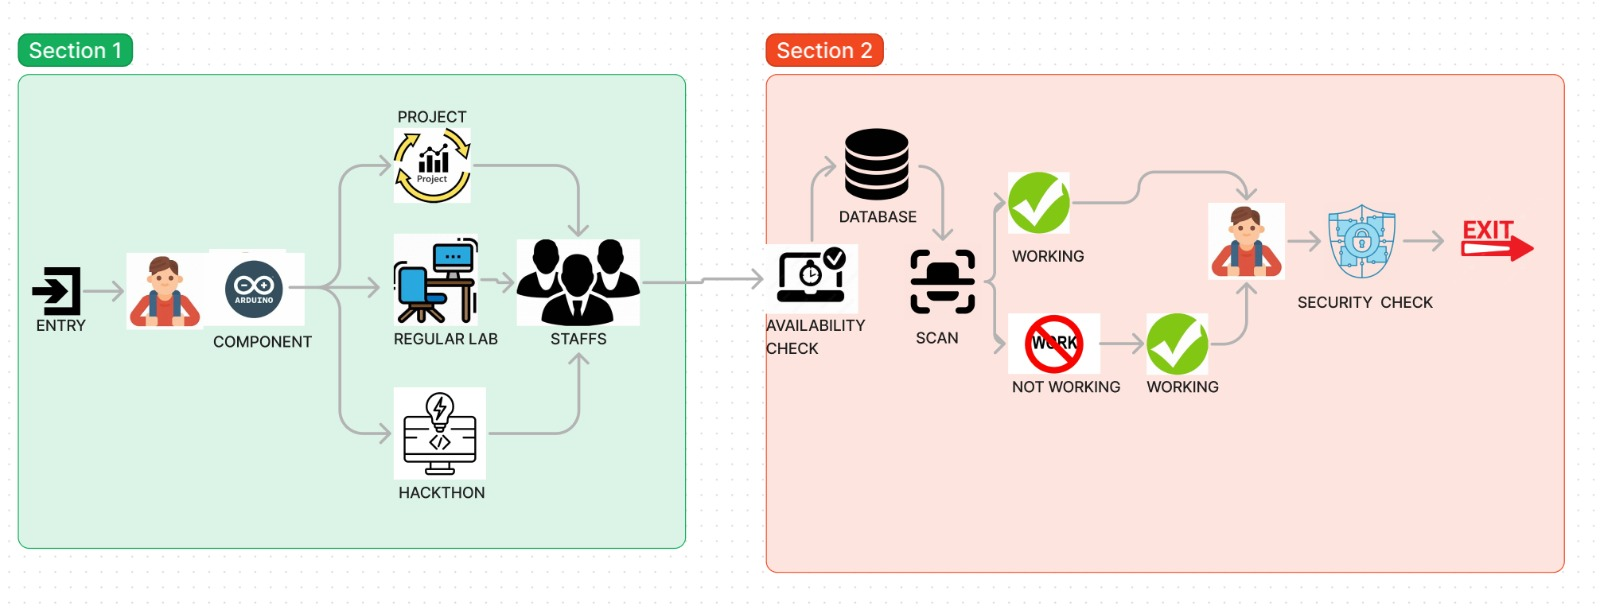 Section 1
Section 2
PROJECT
Project
ENTRY
ARDUINO
COMPONENT
REGULAR LAB
STAFFS
HACKTHON
DATABASE
AVAILABILITY
CHECK
SCAN
WORKING
WORK
NOT WORKING
WORKING
SECURITY CHECK
EXIT